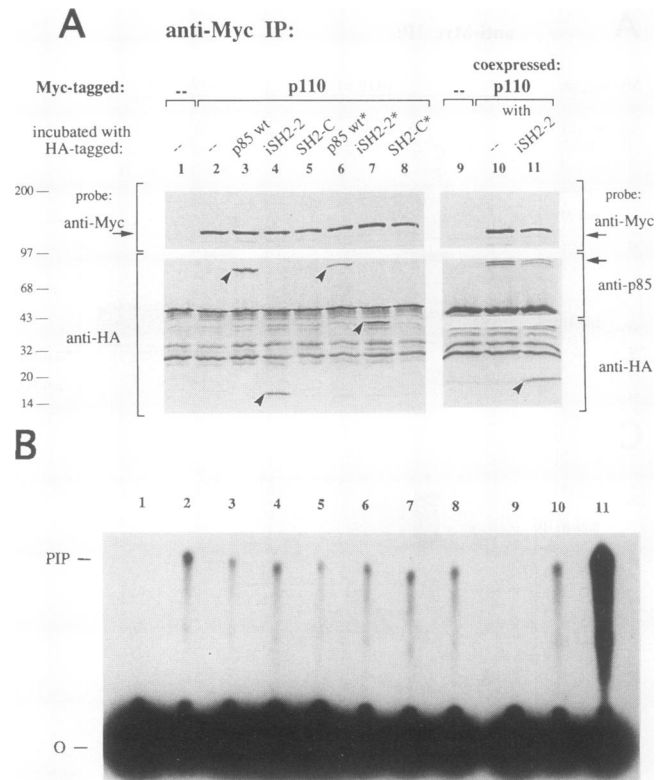 A
anti-Myc IP:
coexpressed:
Myc-tagged: -- p110 -- p110
with
incubated with
HA-tagged: -- -- p85 wt iSH2-2 SH2-C p85 wt* iSH2-2* SH2-C* -- -- iSH2-2
1 2 3 4 5 6 7 8 9 10 11
200
probe: probe:
anti-Myc anti-Myc
97
anti-p85
68
43
anti-HA anti-HA
32
20
14
B
1 2 3 4 5 6 7 8 9 10 11
PIP
O